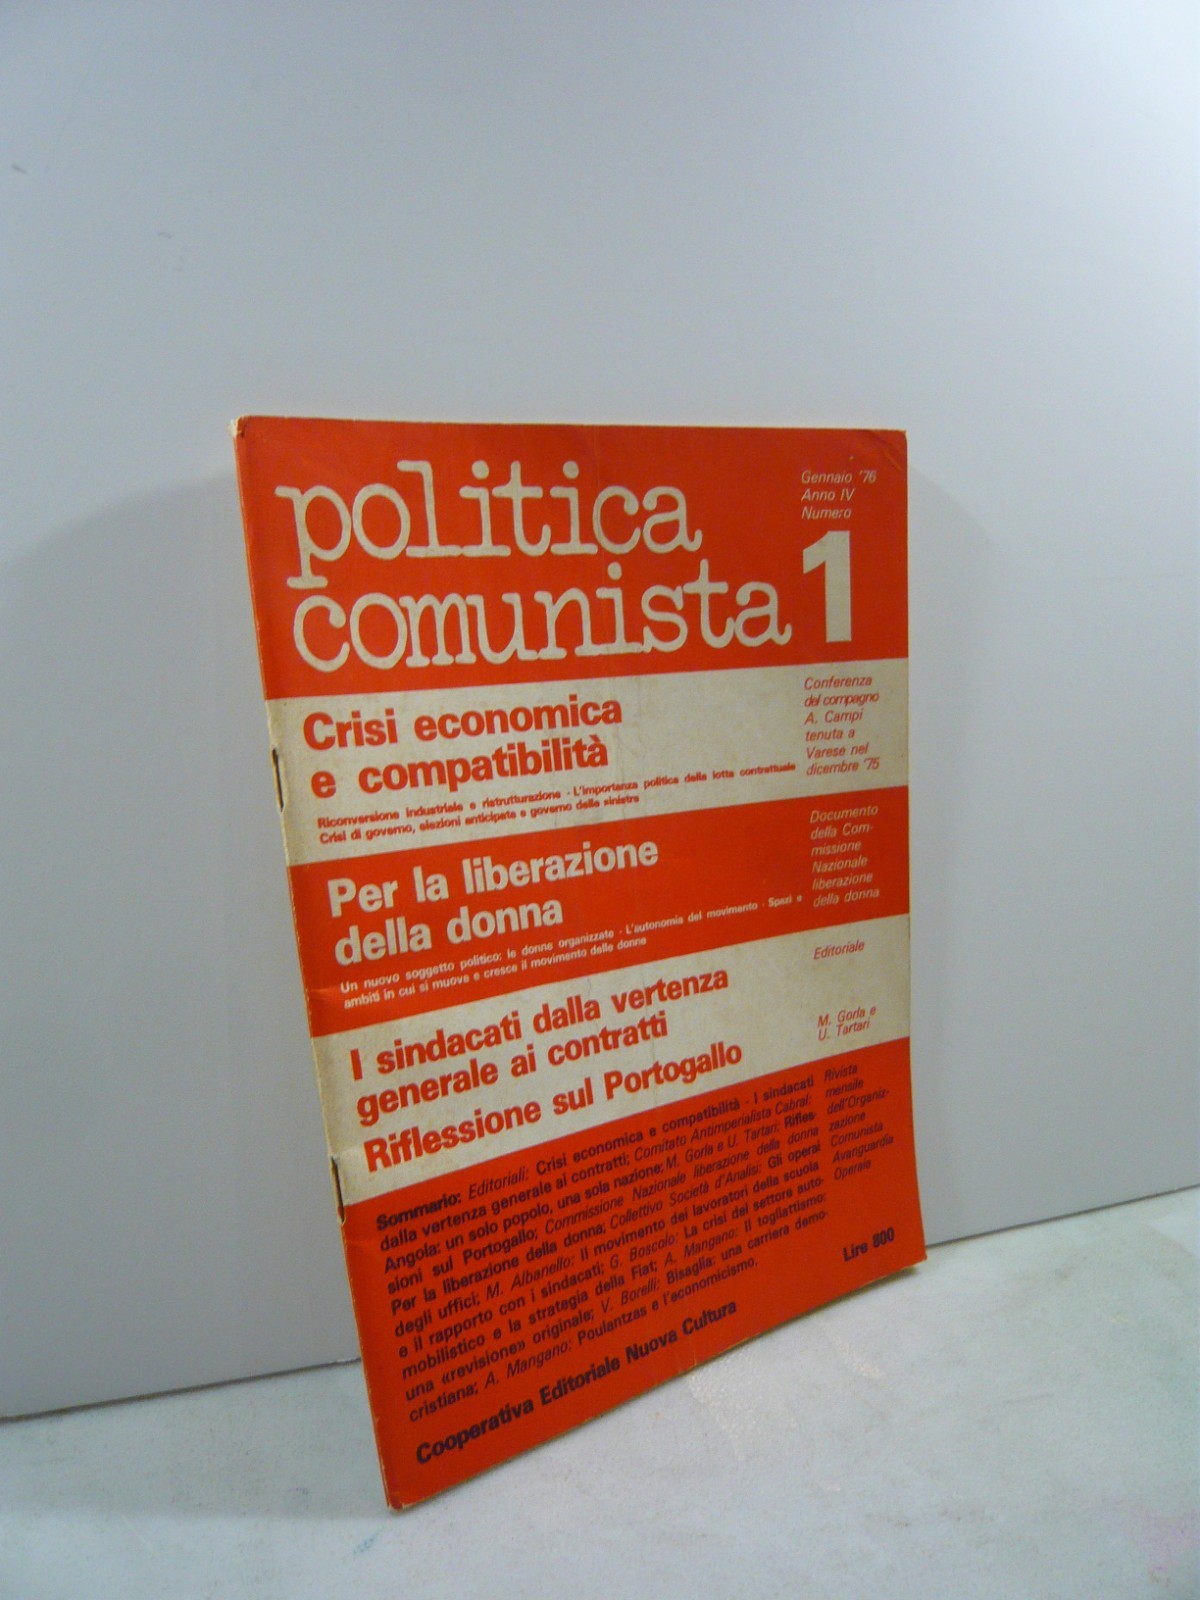 politica
comunista
Gennaio '76
Anno IV
Numero
1
Crisi economica
e compatibilità
Riconversione industriale e ristrutturazione - L'importanza politica della lotta contrattuale
Crisi di governo, elezioni anticipate e governo delle sinistre
Conferenza
del compagno
A. Campi
tenuta a
Varese nel
dicembre '75
Per la liberazione
della donna
Un nuovo soggetto politico: le donne organizzate - L'autonomia del movimento - Spazi e
ambiti in cui si muove e cresce il movimento delle donne
Documento
della Com-
missione
Nazionale
liberazione
della donna
I sindacati dalla vertenza
generale ai contratti
Editoriale
Riflessione sul Portogallo
M. Gorla e
U. Tartari
Sommario: Editoriali: Crisi economica e compatibilità - I sindacati
dalla vertenza generale ai contratti; Comitato Antimperialista Cabral:
Angola: un solo popolo, una sola nazione; M. Gorla e U. Tartari: Rifles-
sioni sul Portogallo; Commissione Nazionale liberazione della donna
Per la liberazione della donna; Collettivo Società d'Analisi: Gli operai
degli uffici; M. Albanello: Il movimento dei lavoratori della scuola
e il rapporto con i sindacati; G. Boscolo: La crisi del settore auto-
mobilistico e la strategia della Fiat; A. Mangano: Il togliattismo:
una «revisione» originale; V. Borelli: Bisaglia: una carriera demo-
cristiana; A. Mangano: Poulantzas e l'economicismo.
Rivista
mensile
dell'Organiz-
zazione
Comunista
Avanguardia
Operaia
Lire 800
Cooperativa Editoriale Nuova Cultura